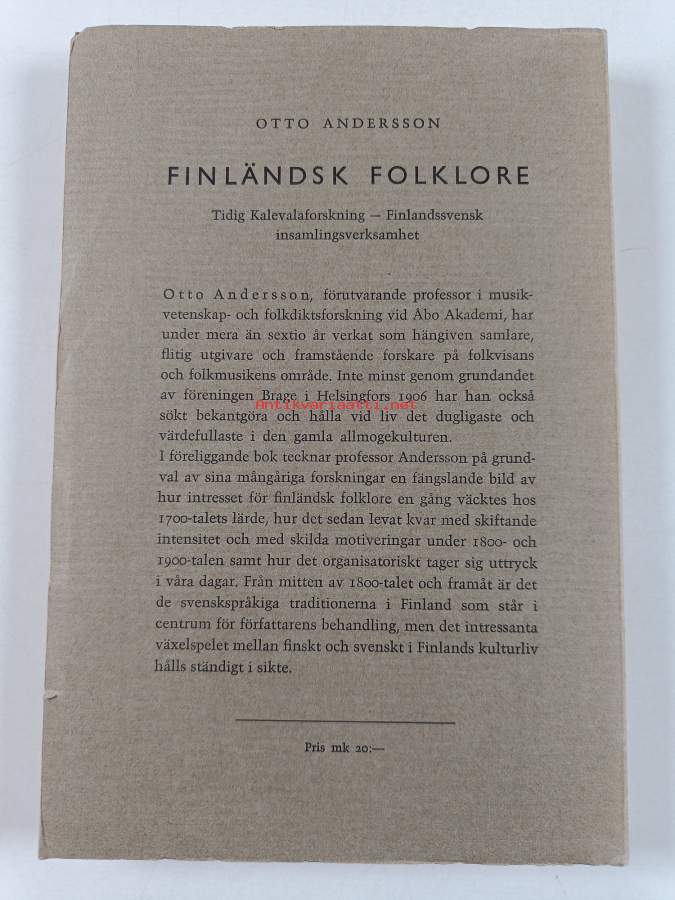 OTTO ANDERSSON
FINLÄNDSK FOLKLORE
Tidig Kalevalaforskning — Finlandssvensk
insamlingsverksamhet
Otto Andersson, förutvarande professor i musik-
vetenskap- och folkdiktsforskning vid Åbo Akademi, har
under mera än sextio år verkat som hängiven samlare,
flitig utgivare och framstående forskare på folkvisans
och folkmusikens område. Inte minst genom grundandet
av föreningen Brage i Helsingfors 1906 har han också
Antikvariaatti.net
sökt bekantgöra och hålla vid liv det dugligaste och
värdefullaste i den gamla allmogekulturen.
I föreliggande bok tecknar professor Andersson på grund-
val av sina mångåriga forskningar en fängslande bild av
hur intresset för finländsk folklore en gång väcktes hos
1700-talets lärde, hur det sedan levat kvar med skiftande
intensitet och med skilda motiveringar under 1800- och
1900-talen samt hur det organisatoriskt tager sig uttryck
i våra dagar. Från mitten av 1800-talet och framåt är det
de svenskspråkiga traditionerna i Finland som står i
centrum för författarens behandling, men det intressanta
växelspelet mellan finskt och svenskt i Finlands kulturliv
hålls ständigt i sikte.
Pris mk 20:—